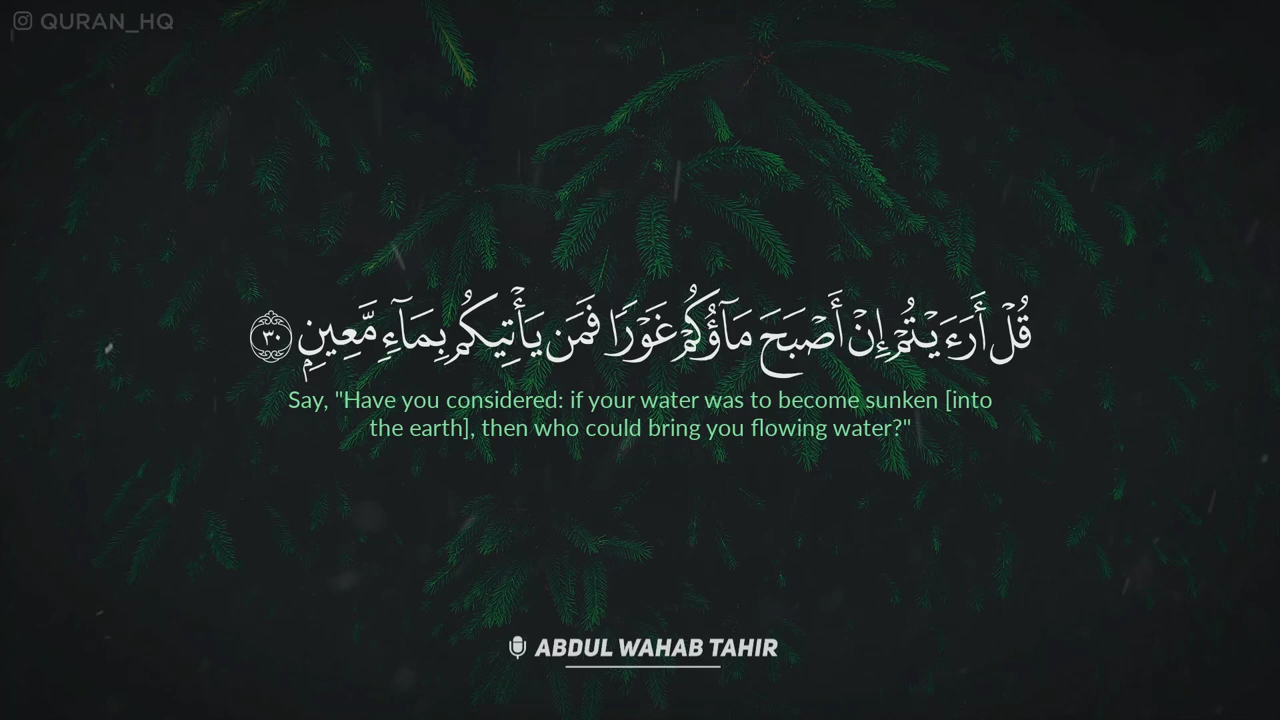 QURAN_HQ
قُلْ أَرَءَيْتُمْ إِنْ أَصْبَحَ مَآؤُكُمْ غَوْرًا فَمَن يَأْتِيكُم بِمَآءٍ مَّعِينٍۭ ٣٠
Say, "Have you considered: if your water was to become sunken [into
the earth], then who could bring you flowing water?"
ABDUL WAHAB TAHIR